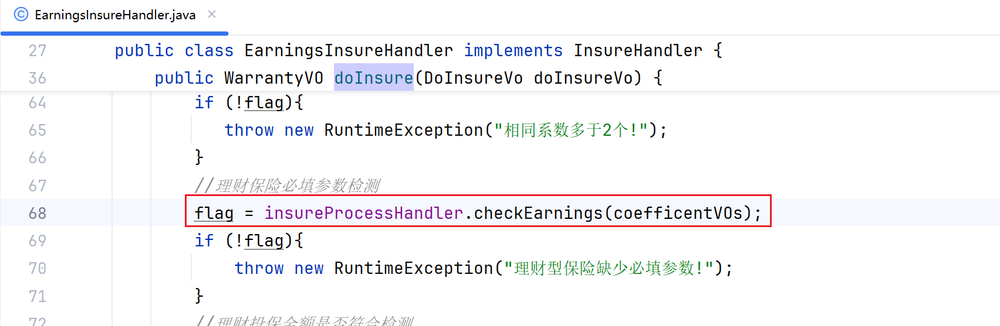 EarningsInsureHandler.java
27 public class EarningsInsureHandler implements InsureHandler {
36 public WarrantyVO doInsure(DoInsureVo doInsureVo) {
64 if (!flag){
65 throw new RuntimeException("相同系数多于2个!");
66 }
67 //理财保险必填参数检测
68 flag = insureProcessHandler.checkEarnings(coefficentVOs);
69 if (!flag){
70 throw new RuntimeException("理财型保险缺少必填参数!");
71 }
72 //理财投保金额是否符合检测